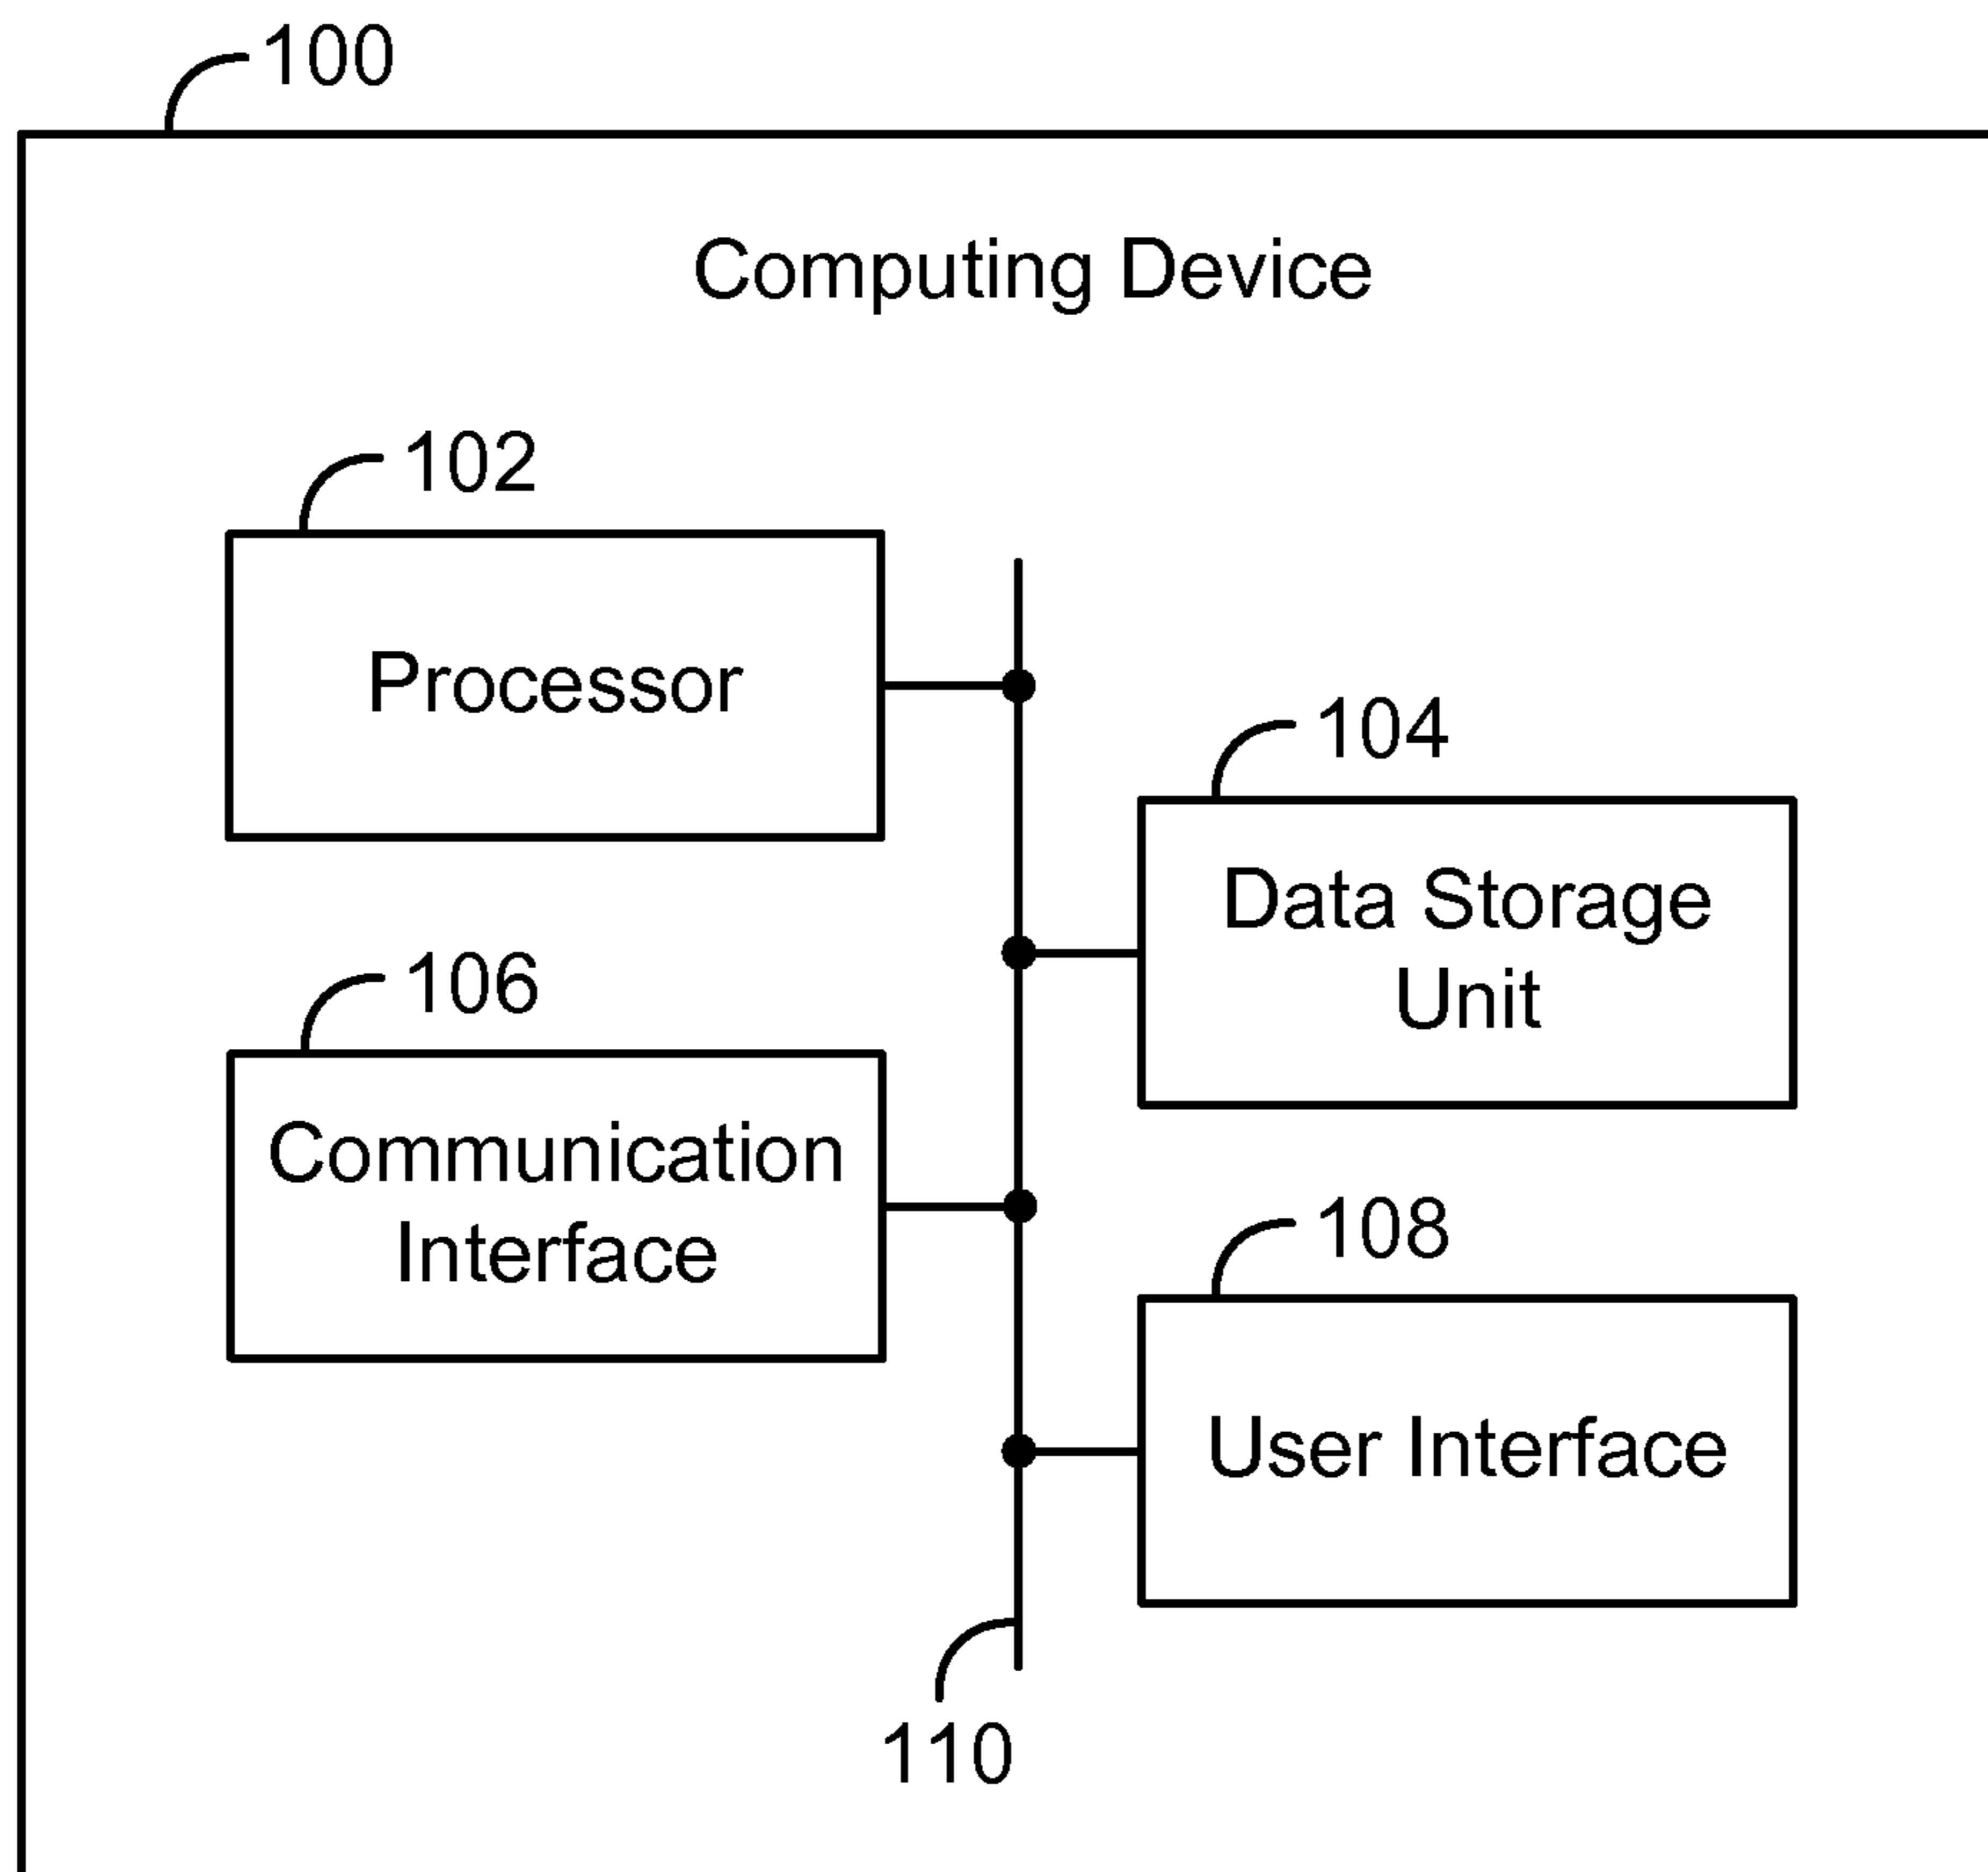 100
Computing Device
102
Processor
104
Data Storage
Unit
106
Communication
Interface
108
User Interface
110